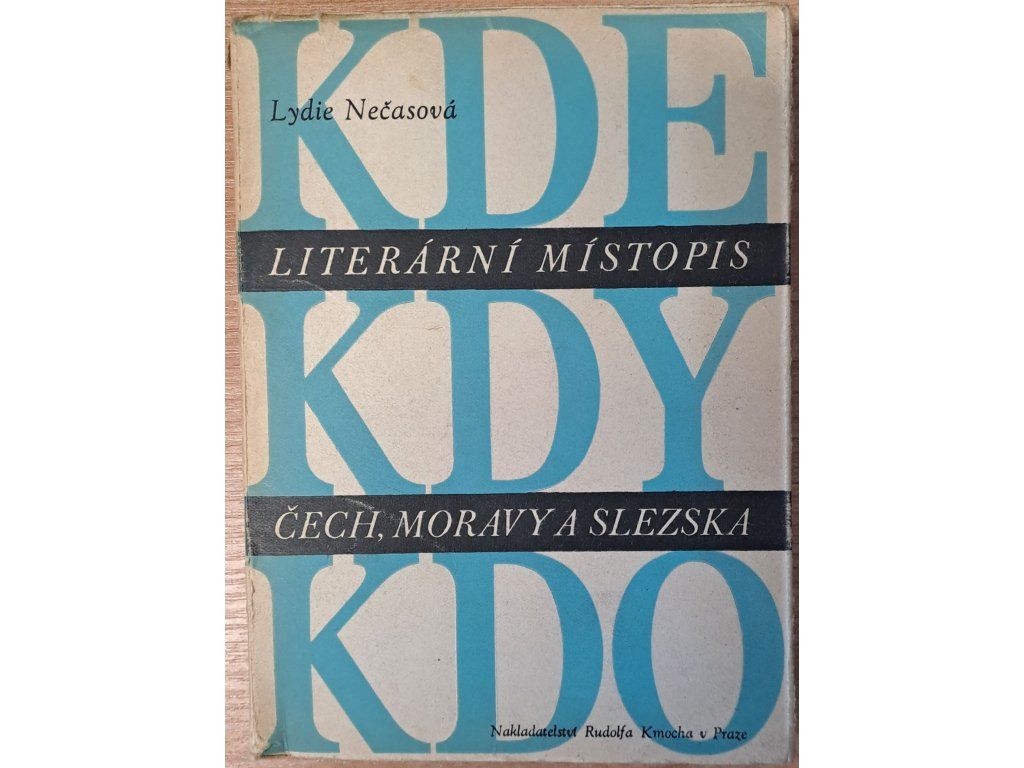 KDE
Lydie Nečasová
LITERÁRNÍ MÍSTOPIS
KDY
ČECH, MORAVY A SLEZSKA
KDO
Nakladatelství Rudolfa Kmocha v Praze